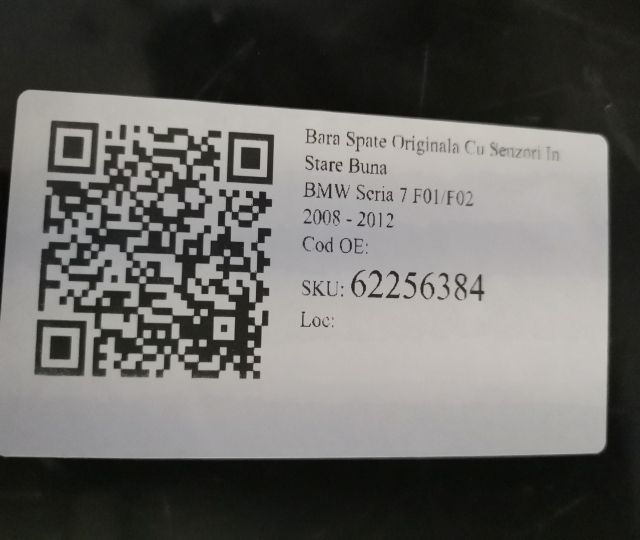 Bara Spate Originala Cu Senzori In
Stare Buna
BMW Seria 7 F01/F02
2008 - 2012
Cod OE:
SKU: 62256384
Loc: